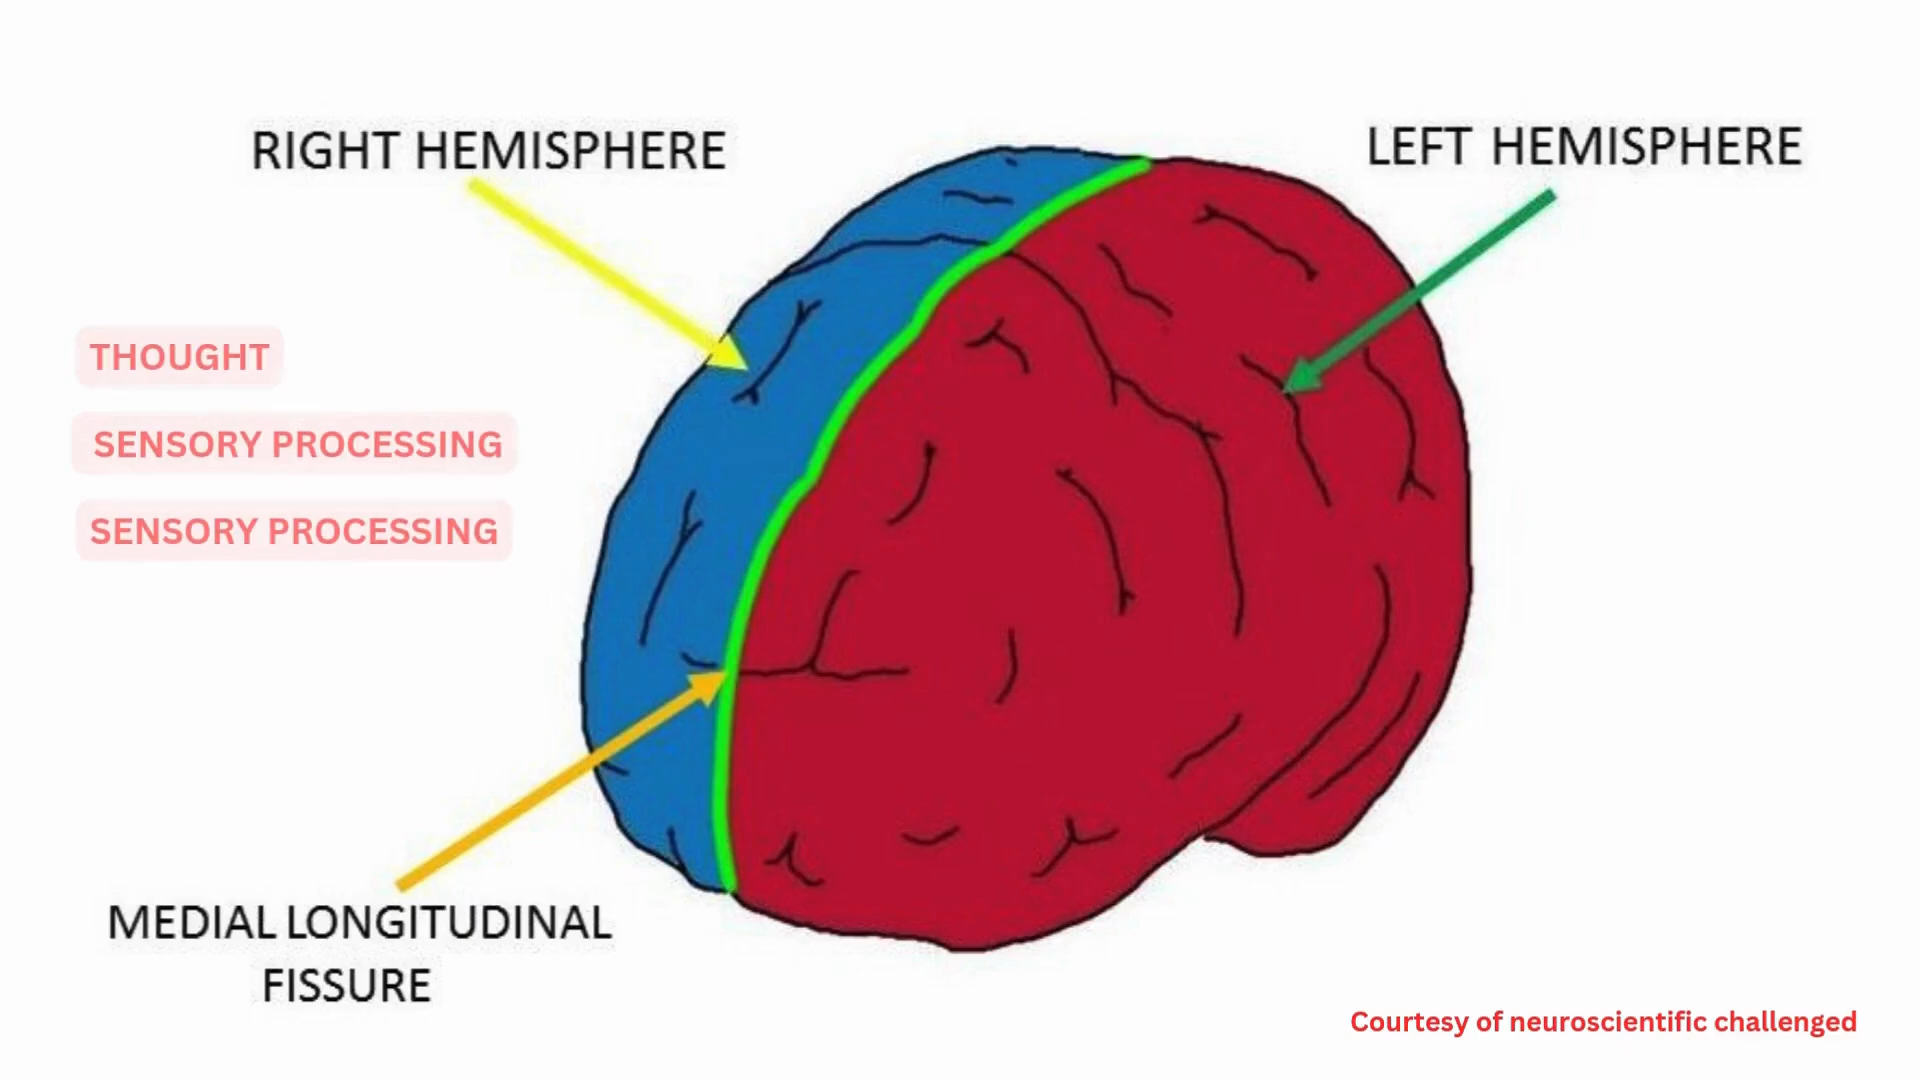 RIGHT HEMISPHERE
LEFT HEMISPHERE
THOUGHT
SENSORY PROCESSING
SENSORY PROCESSING
MEDIAL LONGITUDINAL
FISSURE
Courtesy of neuroscientific challenged